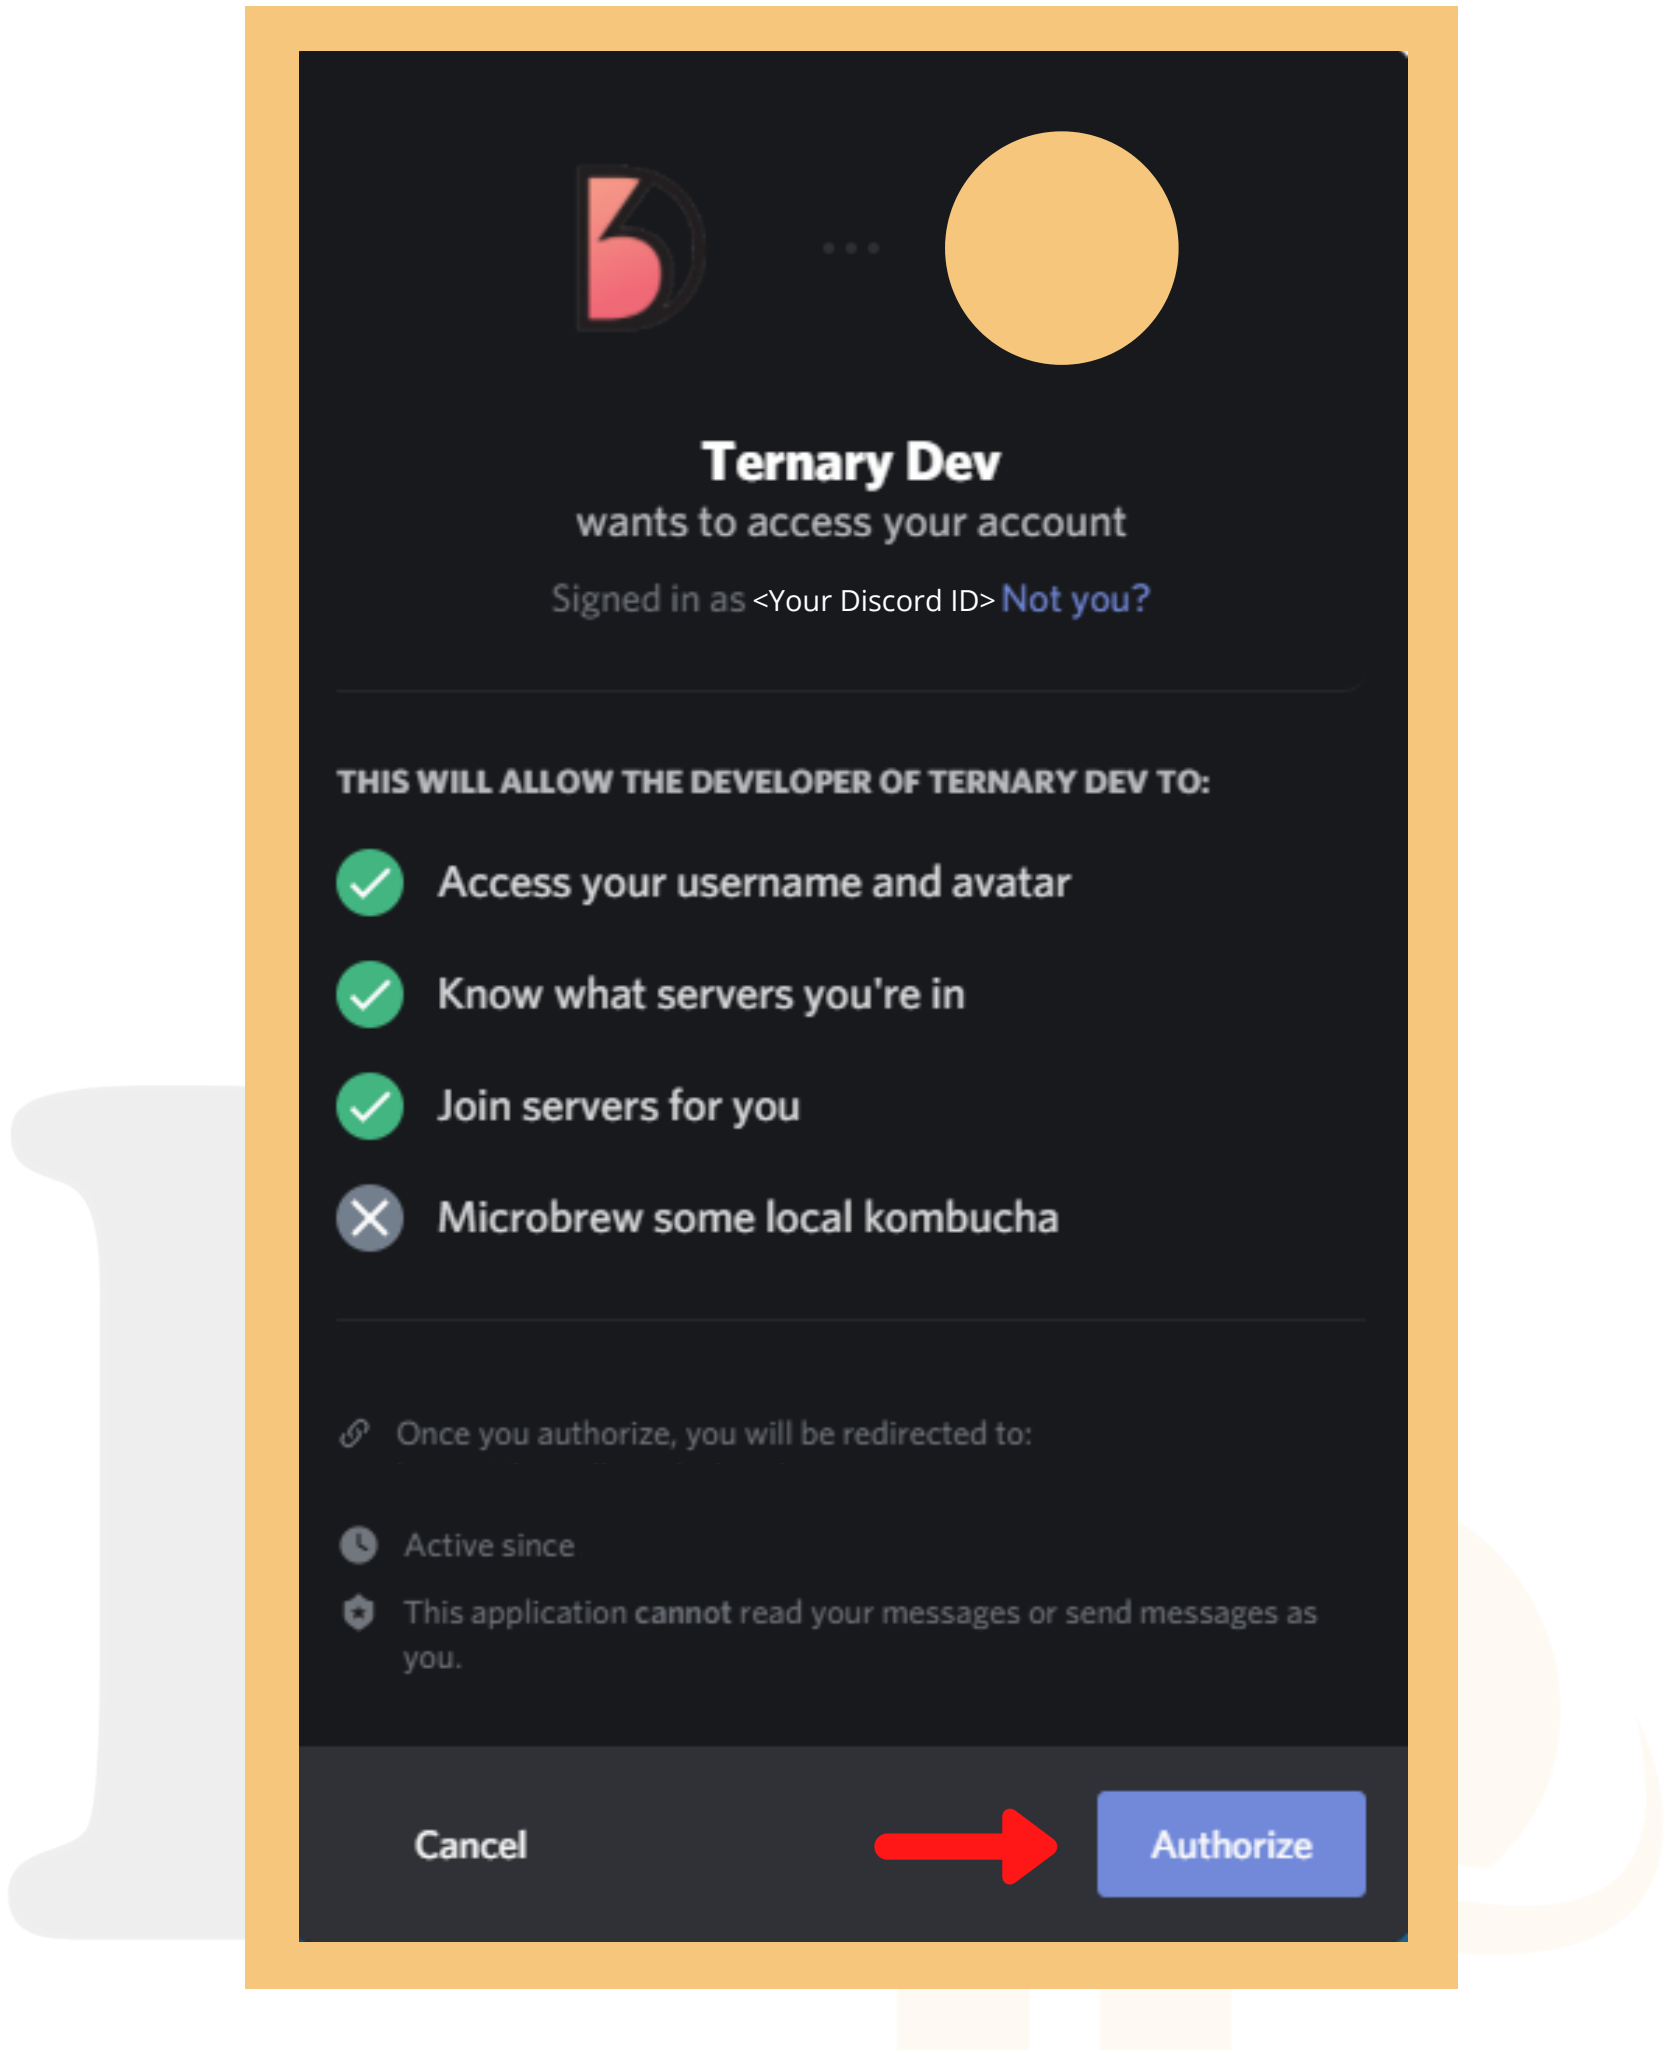 Ternary Dev
wants to access your account
Signed in as <Your Discord ID> Not you?
THIS WILL ALLOW THE DEVELOPER OF TERNARY DEV TO:
Access your username and avatar
Know what servers you're in
Join servers for you
Microbrew some local kombucha
Once you authorize, you will be redirected to:
Active since
This application cannot read your messages or send messages as
you.
Cancel
Authorize